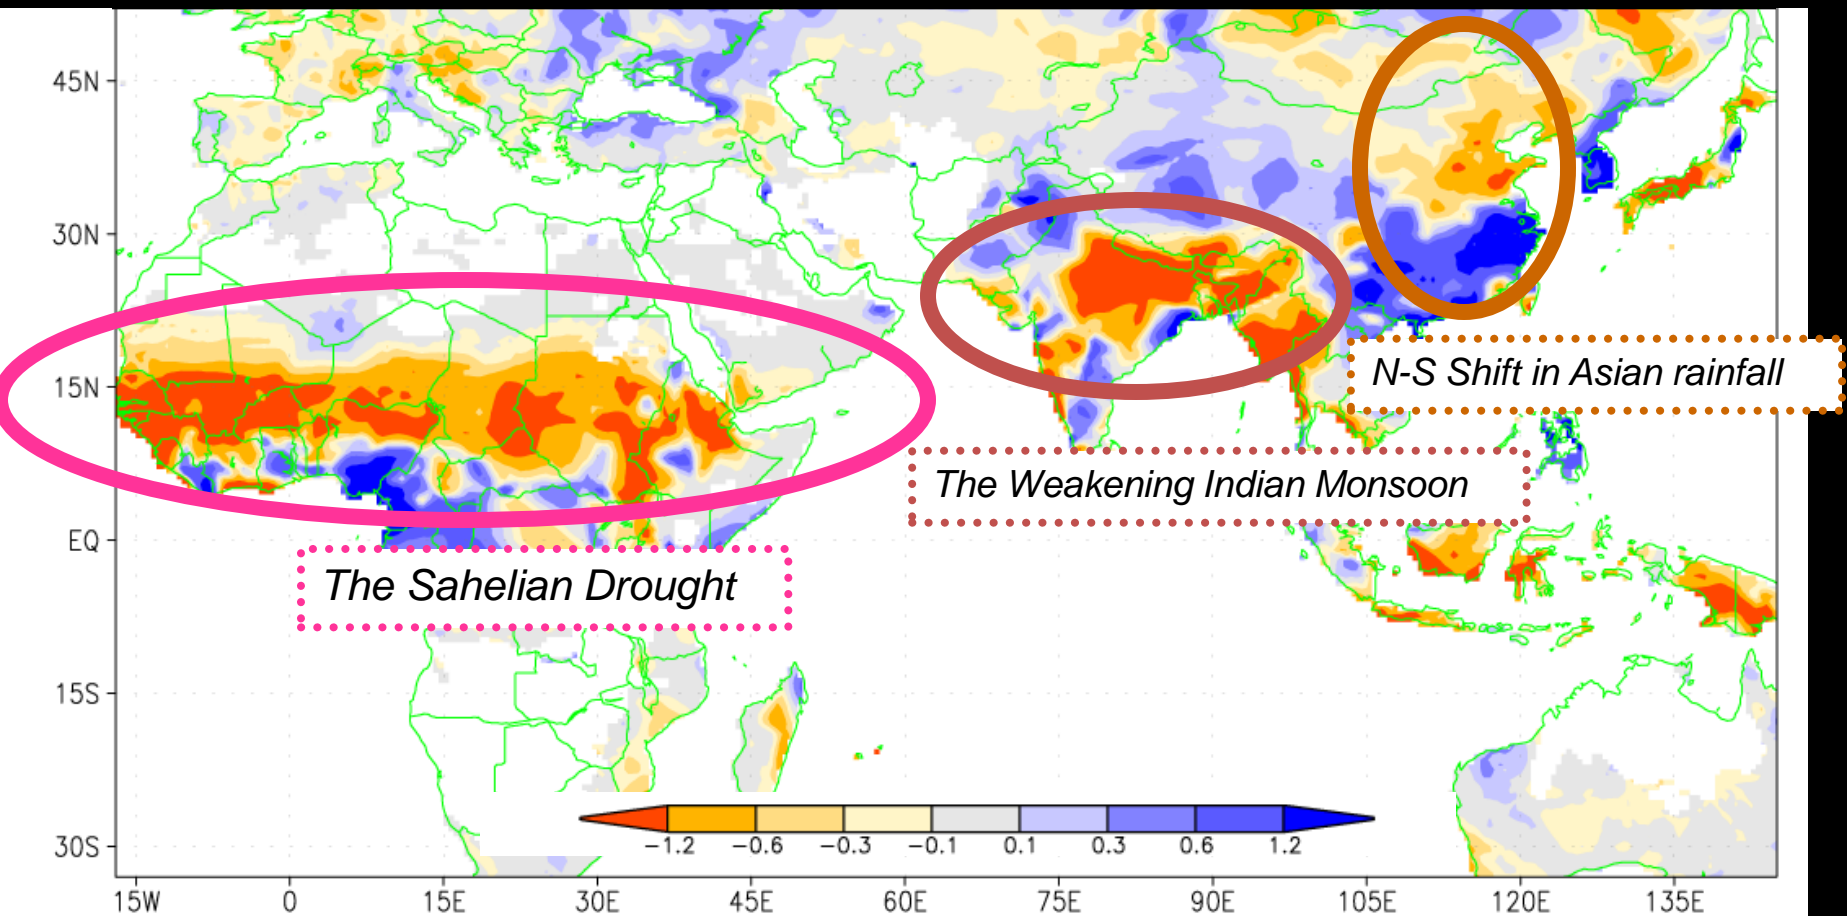 45N
30N
15N
EQ
15S
30S
N-S Shift in Asian rainfall
The Weakening Indian Monsoon
The Sahelian Drought
−1.2 −0.6 −0.3 −0.1 0.1 0.3 0.6 1.2
15W 0 15E 30E 45E 60E 75E 90E 105E 120E 135E